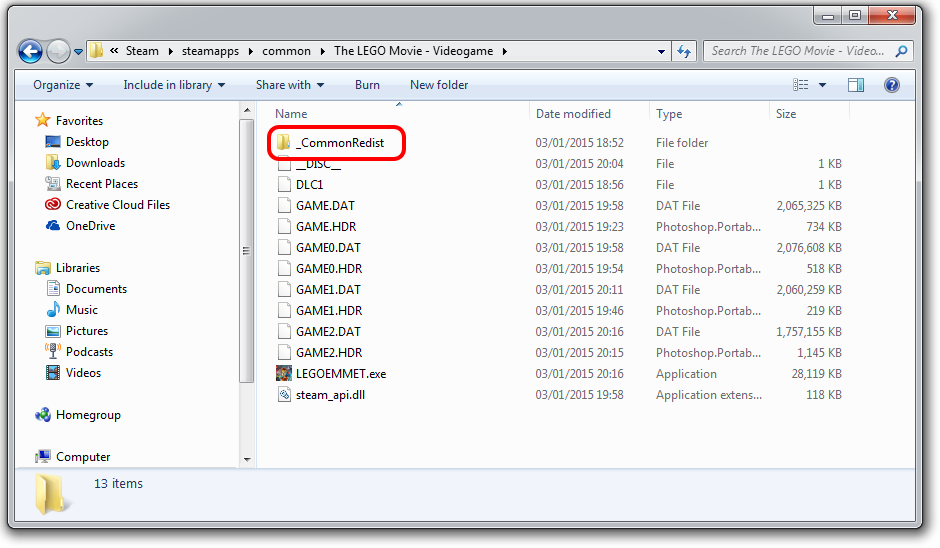 « Steam ▸ steamapps ▸ common ▸ The LEGO Movie - Videogame ▸ Search The LEGO Movie - Video...
Organize Include in library Share with Burn New folder
Favorites
Desktop
Downloads
Recent Places
Creative Cloud Files
OneDrive
Libraries
Documents
Music
Pictures
Podcasts
Videos
Homegroup
Computer
Name Date modified Type Size
_CommonRedist 03/01/2015 18:52 File folder
__DISC__ 03/01/2015 20:04 File 1 KB
DLC1 03/01/2015 18:56 File 1 KB
GAME.DAT 03/01/2015 19:58 DAT File 2,065,325 KB
GAME.HDR 03/01/2015 19:23 Photoshop.Portab... 734 KB
GAME0.DAT 03/01/2015 19:58 DAT File 2,076,608 KB
GAME0.HDR 03/01/2015 19:54 Photoshop.Portab... 518 KB
GAME1.DAT 03/01/2015 20:11 DAT File 2,060,259 KB
GAME1.HDR 03/01/2015 19:46 Photoshop.Portab... 219 KB
GAME2.DAT 03/01/2015 20:16 DAT File 1,757,155 KB
GAME2.HDR 03/01/2015 20:15 Photoshop.Portab... 1,145 KB
LEGOEMMET.exe 03/01/2015 20:16 Application 28,119 KB
steam_api.dll 03/01/2015 19:58 Application extens... 118 KB
13 items